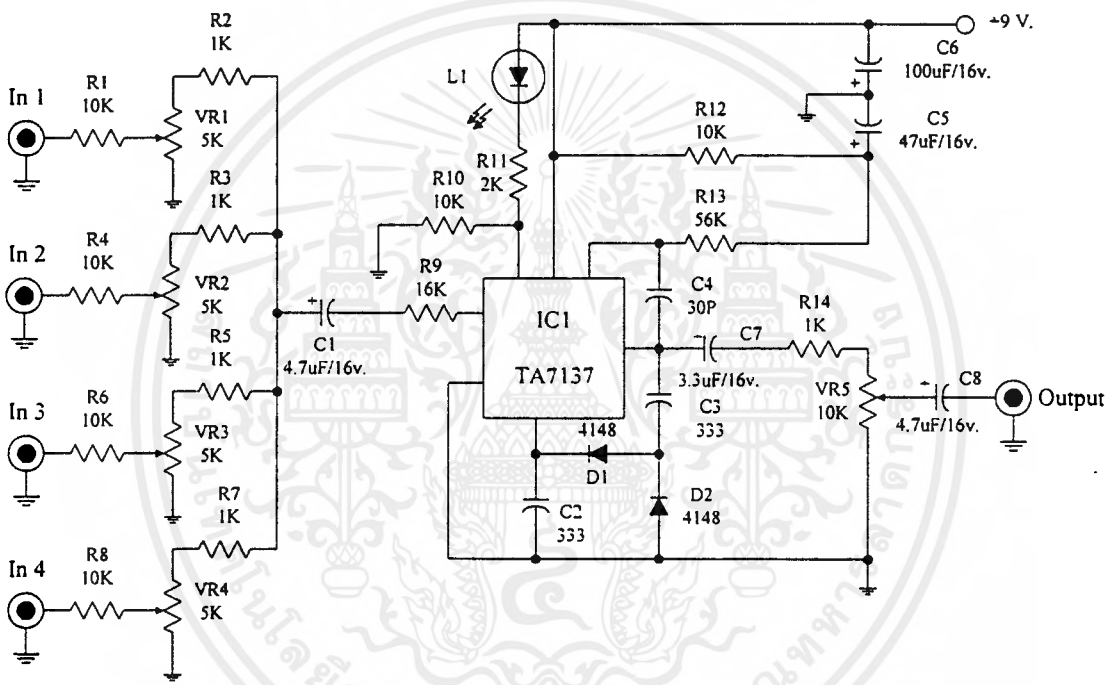 In 1
R1
10K
VR1
5K
R2
1K
In 2
R4
10K
VR2
5K
R3
1K
In 3
R6
10K
VR3
5K
R5
1K
In 4
R8
10K
VR4
5K
R7
1K
C1
4.7uF/16v.
R9
16K
R10
10K
L1
R11
2K
IC1
TA7137
R12
10K
R13
56K
+9 V.
C6
100uF/16v.
C5
47uF/16v.
C4
30P
C7
3.3uF/16v.
C3
333
R14
1K
VR5
10K
C8
4.7uF/16v.
Output
4148
D1
D2
4148
C2
333